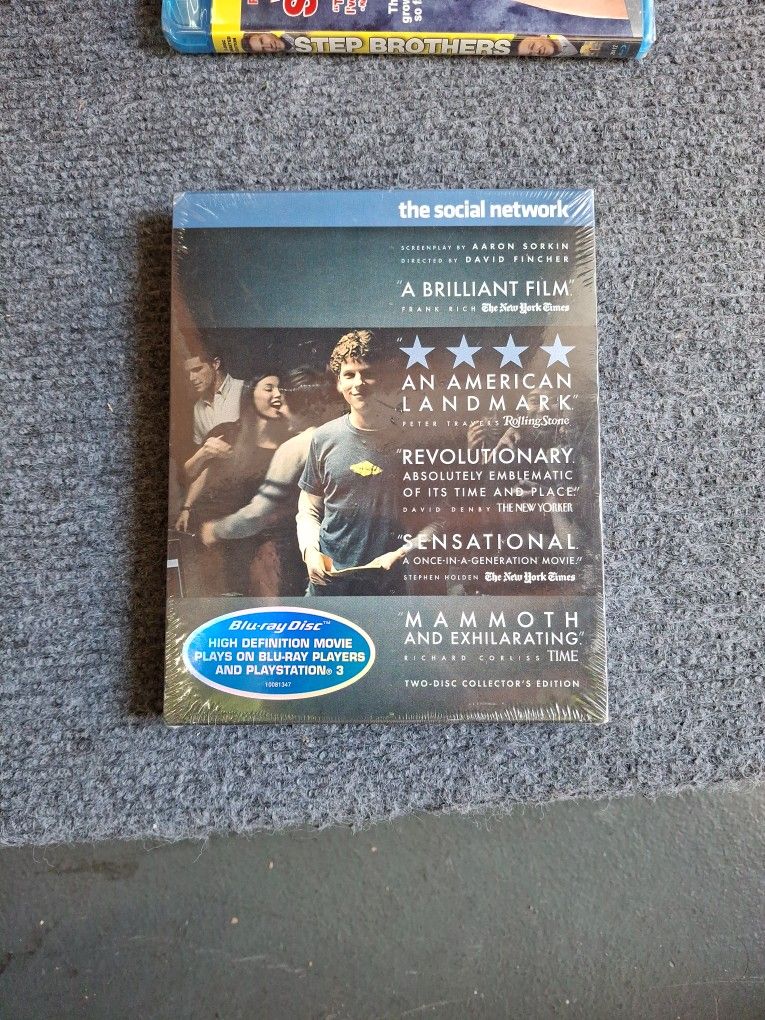 STEP BROTHERS
the social network
SCREENPLAY BY AARON SORKIN
DIRECTED BY DAVID FINCHER
"A BRILLIANT FILM."
FRANK RICH The New York Times
"★ ★ ★ ★
AN AMERICAN
LANDMARK."
PETER TRAVERS RollingStone
"REVOLUTIONARY.
ABSOLUTELY EMBLEMATIC
OF ITS TIME AND PLACE."
DAVID DENBY THE NEW YORKER
"SENSATIONAL.
A ONCE-IN-A-GENERATION MOVIE."
STEPHEN HOLDEN The New York Times
"MAMMOTH
AND EXHILARATING."
RICHARD CORLISS TIME
TWO-DISC COLLECTOR'S EDITION
Blu-ray Disc™
HIGH DEFINITION MOVIE
PLAYS ON BLU-RAY PLAYERS
AND PLAYSTATION® 3
10081347